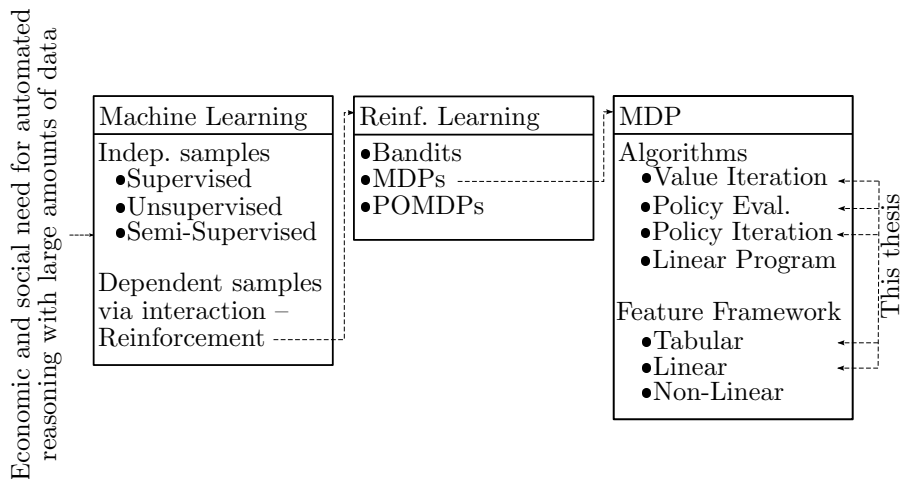 Economic and social need for automated
reasoning with large amounts of data
Machine Learning
Indep. samples
•Supervised
•Unsupervised
•Semi-Supervised
Dependent samples
via interaction –
Reinforcement
Reinf. Learning
•Bandits
•MDPs
•POMDPs
MDP
Algorithms
•Value Iteration
•Policy Eval.
•Policy Iteration
•Linear Program
Feature Framework
•Tabular
•Linear
•Non-Linear
This thesis